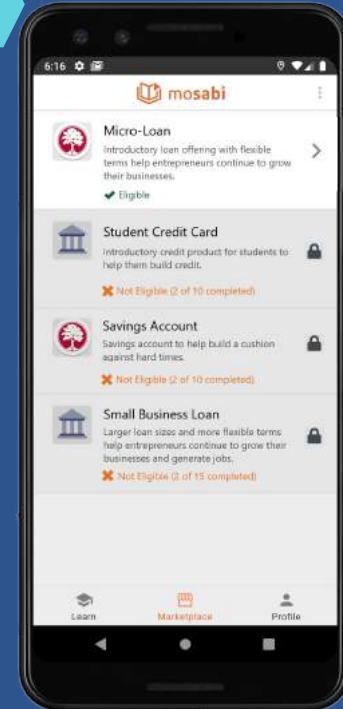 6:16
mosabi
Micro-Loan
Introductory loan offering with flexible
terms help entrepreneurs continue to grow
their businesses.
Eligible
Student Credit Card
Introductory credit product for students to
help them build credit.
Not Eligible (2 of 10 completed)
Savings Account
Savings account to help build a cushion
against hard times.
Not Eligible (2 of 10 completed)
Small Business Loan
Larger loan sizes and more flexible terms
help entrepreneurs continue to grow their
businesses and generate jobs.
Not Eligible (2 of 15 completed)
Learn Marketplace Profile